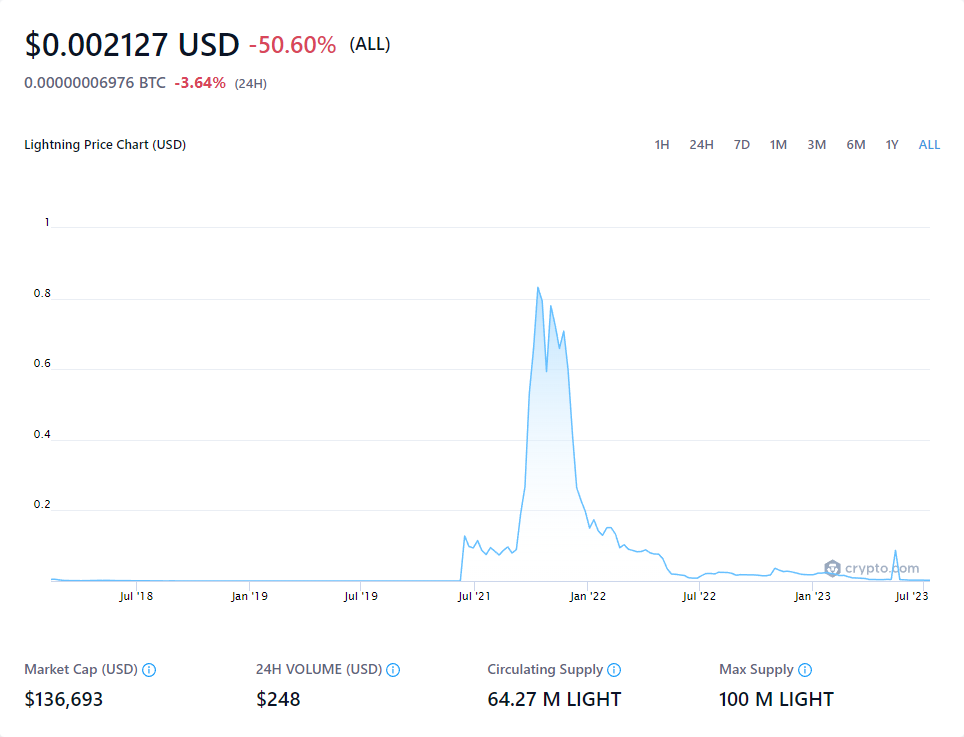 $0.002127 USD -50.60% (ALL)
0.00000006976 BTC -3.64% (24H)
Lightning Price Chart (USD) 1H 24H 7D 1M 3M 6M 1Y ALL
1
0.8
0.6
0.4
0.2
crypto.com
Jul '18 Jan '19 Jul '19 Jul '21 Jan '22 Jul '22 Jan '23 Jul '23
Market Cap (USD) 24H VOLUME (USD) Circulating Supply Max Supply
$136,693 $248 64.27 M LIGHT 100 M LIGHT